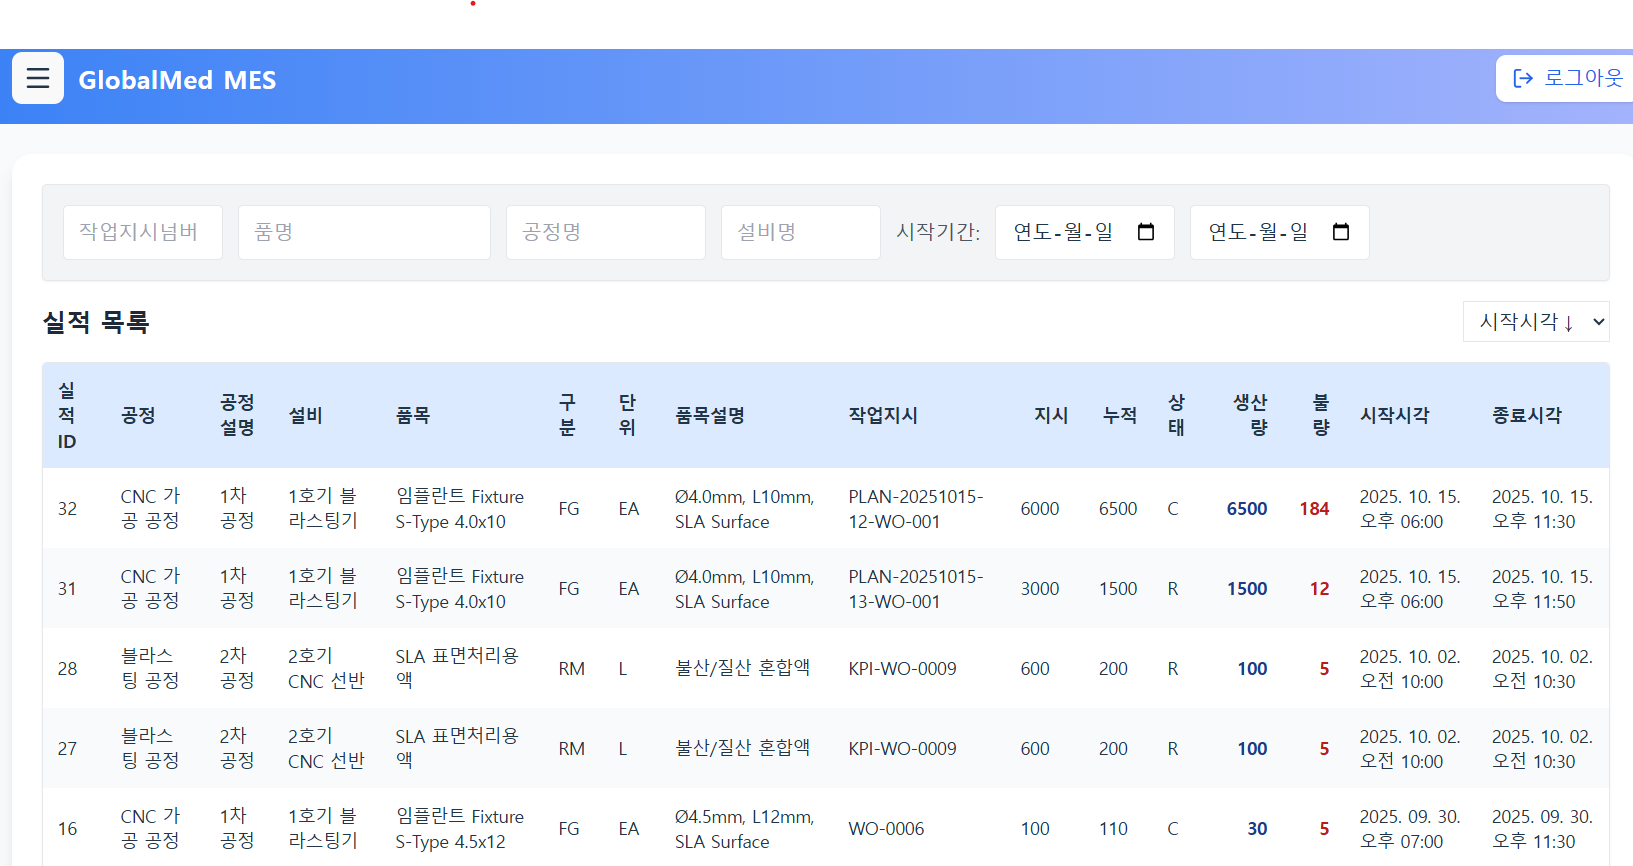 GlobalMed MES
로그아웃
작업지시넘버 품명 공정명 설비명 시작기간: 연도-월-일 연도-월-일
실적 목록
시작시각↓
실적 ID 공정 공정 설명 설비 품목 구분 단위 품목설명 작업지시 지시 누적 상태 생산량 불량 시작시각 종료시각
32 CNC 가공 공정 1차 공정 1호기 블라스팅기 임플란트 Fixture S-Type 4.0x10 FG EA Ø4.0mm, L10mm, SLA Surface PLAN-20251015-12-WO-001 6000 6500 C 6500 184 2025. 10. 15. 오후 06:00 2025. 10. 15. 오후 11:30
31 CNC 가공 공정 1차 공정 1호기 블라스팅기 임플란트 Fixture S-Type 4.0x10 FG EA Ø4.0mm, L10mm, SLA Surface PLAN-20251015-13-WO-001 3000 1500 R 1500 12 2025. 10. 15. 오후 06:00 2025. 10. 15. 오후 11:50
28 블라스팅 공정 2차 공정 2호기 CNC 선반 SLA 표면처리용액 RM L 불산/질산 혼합액 KPI-WO-0009 600 200 R 100 5 2025. 10. 02. 오전 10:00 2025. 10. 02. 오전 10:30
27 블라스팅 공정 2차 공정 2호기 CNC 선반 SLA 표면처리용액 RM L 불산/질산 혼합액 KPI-WO-0009 600 200 R 100 5 2025. 10. 02. 오전 10:00 2025. 10. 02. 오전 10:30
16 CNC 가공 공정 1차 공정 1호기 블라스팅기 임플란트 Fixture S-Type 4.5x12 FG EA Ø4.5mm, L12mm, SLA Surface WO-0006 100 110 C 30 5 2025. 09. 30. 오후 07:00 2025. 09. 30. 오후 11:30